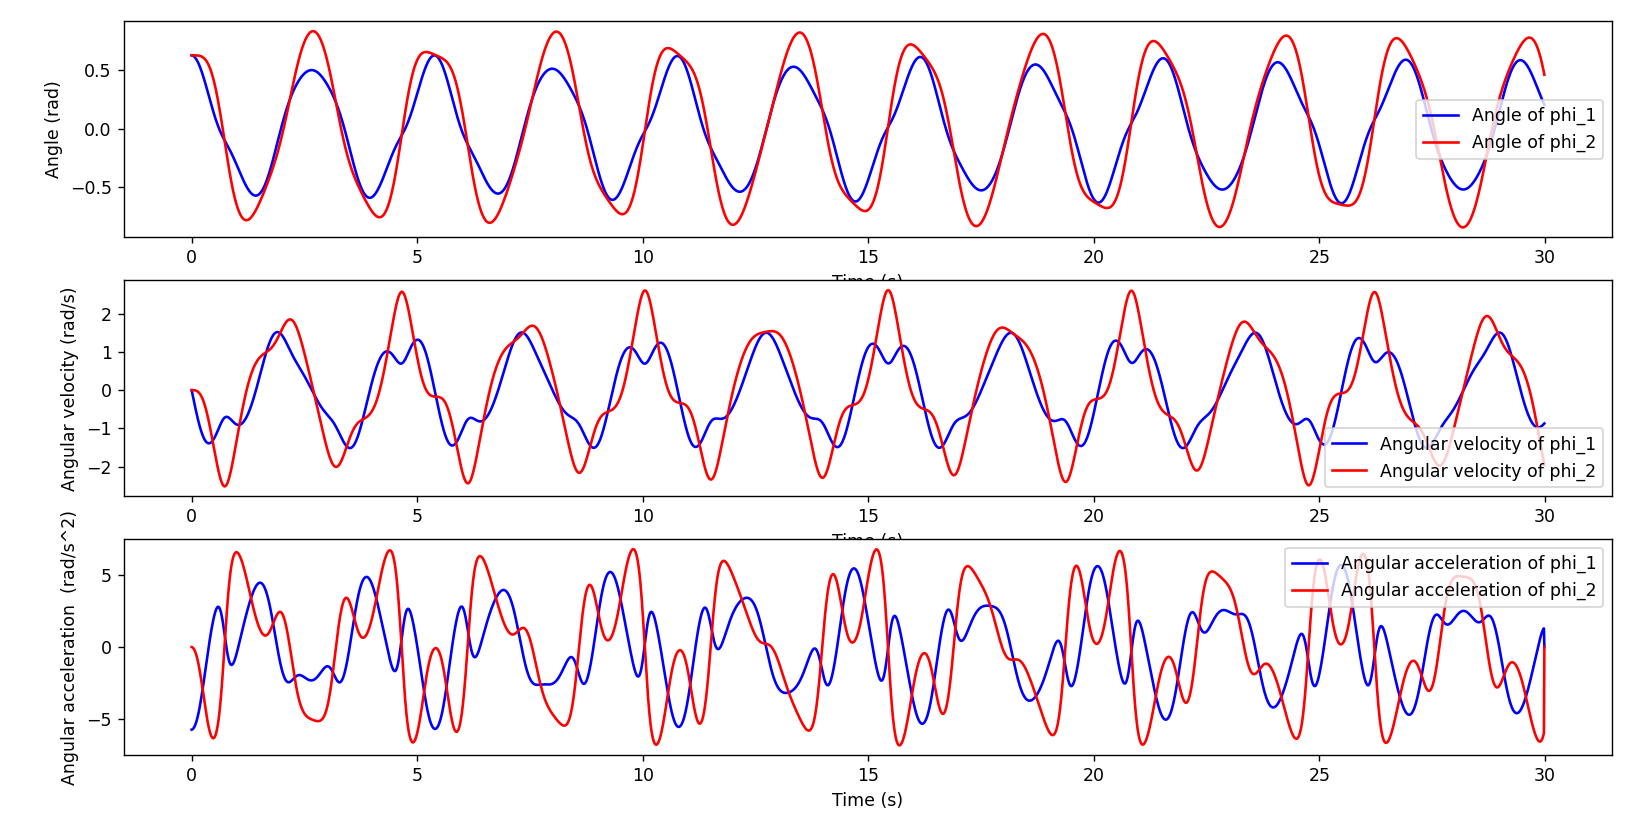 Angle (rad)
0.5
0.0
−0.5
Angle of phi_1
Angle of phi_2
0 5 10 15 20 25 30
Time (s)
Angular velocity (rad/s)
2
1
0
−1
−2
Angular velocity of phi_1
Angular velocity of phi_2
0 5 10 15 20 25 30
Time (s)
Angular acceleration (rad/s^2)
5
0
−5
Angular acceleration of phi_1
Angular acceleration of phi_2
0 5 10 15 20 25 30
Time (s)